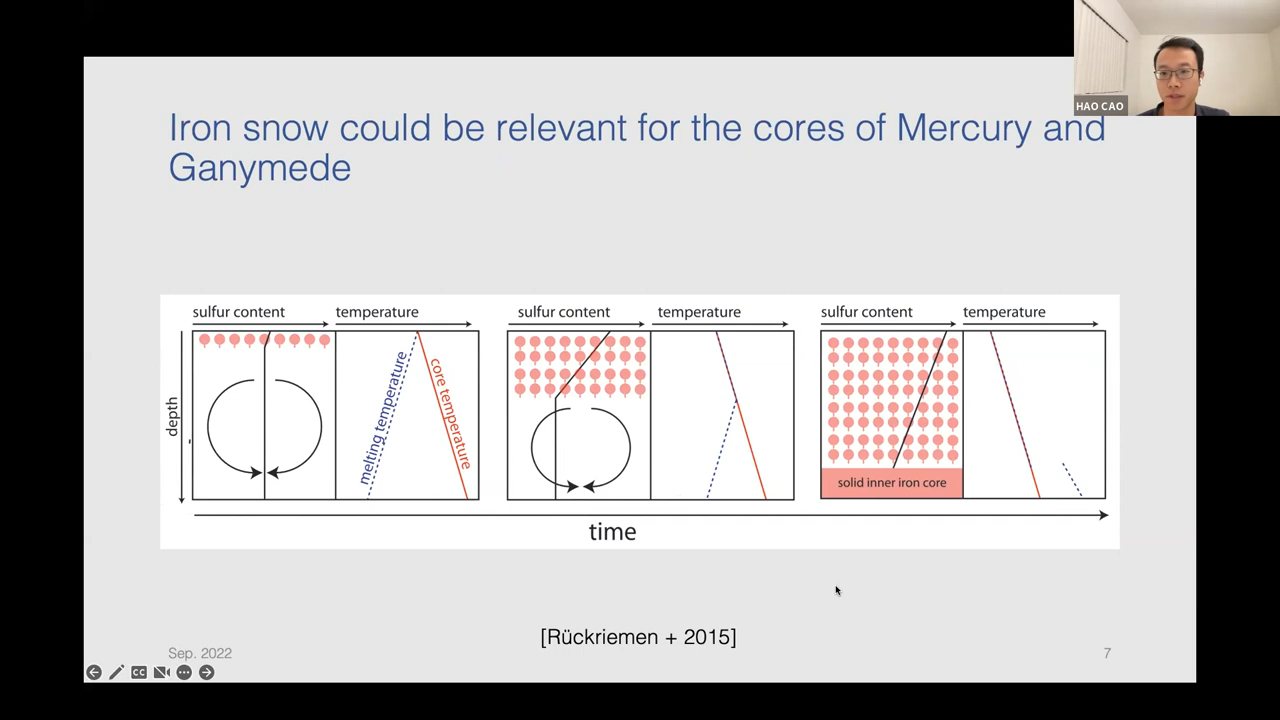 HAO CAO
Iron snow could be relevant for the cores of Mercury and
Ganymede
sulfur content
temperature
sulfur content
temperature
sulfur content
temperature
depth
melting temperature
core temperature
solid inner iron core
time
[Rückriemen + 2015]
Sep. 2022
7
CC